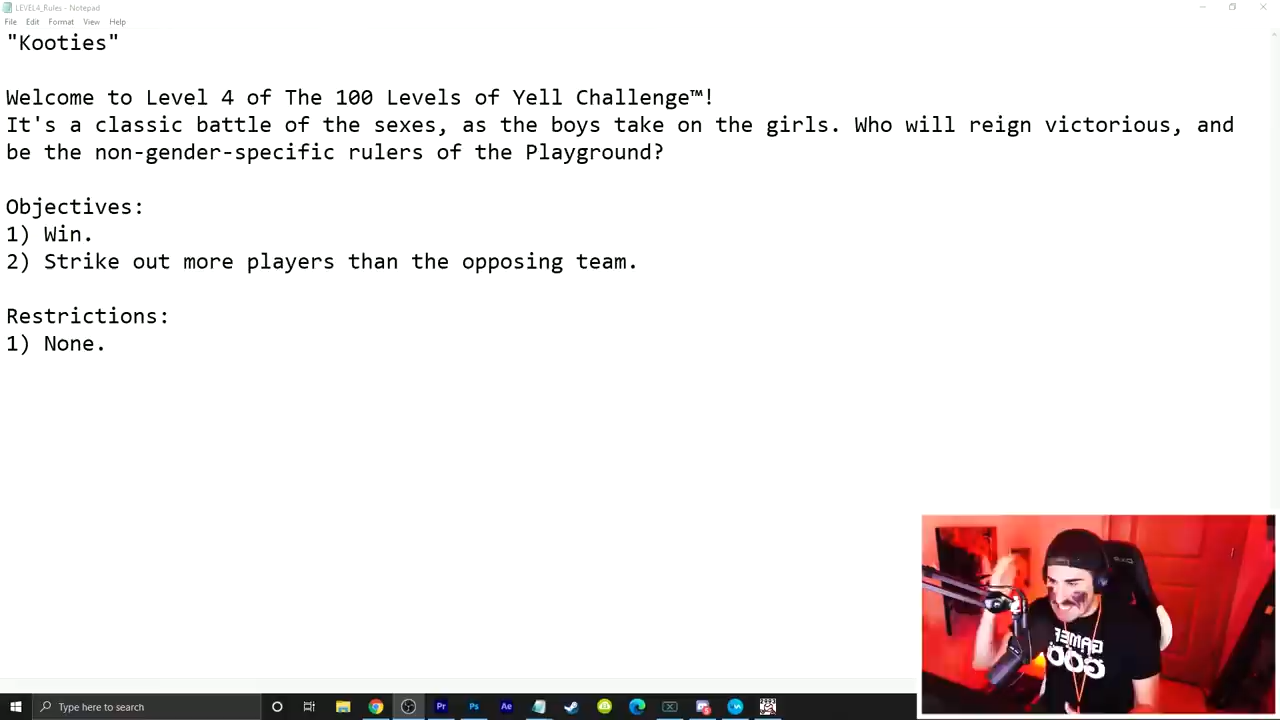 LEVEL4_Rules - Notepad
File Edit Format View Help
"Kooties"
Welcome to Level 4 of The 100 Levels of Yell Challenge™!
It's a classic battle of the sexes, as the boys take on the girls. Who will reign victorious, and
be the non-gender-specific rulers of the Playground?
Objectives:
1) Win.
2) Strike out more players than the opposing team.
Restrictions:
1) None.
GAMER
GOD
Type here to search